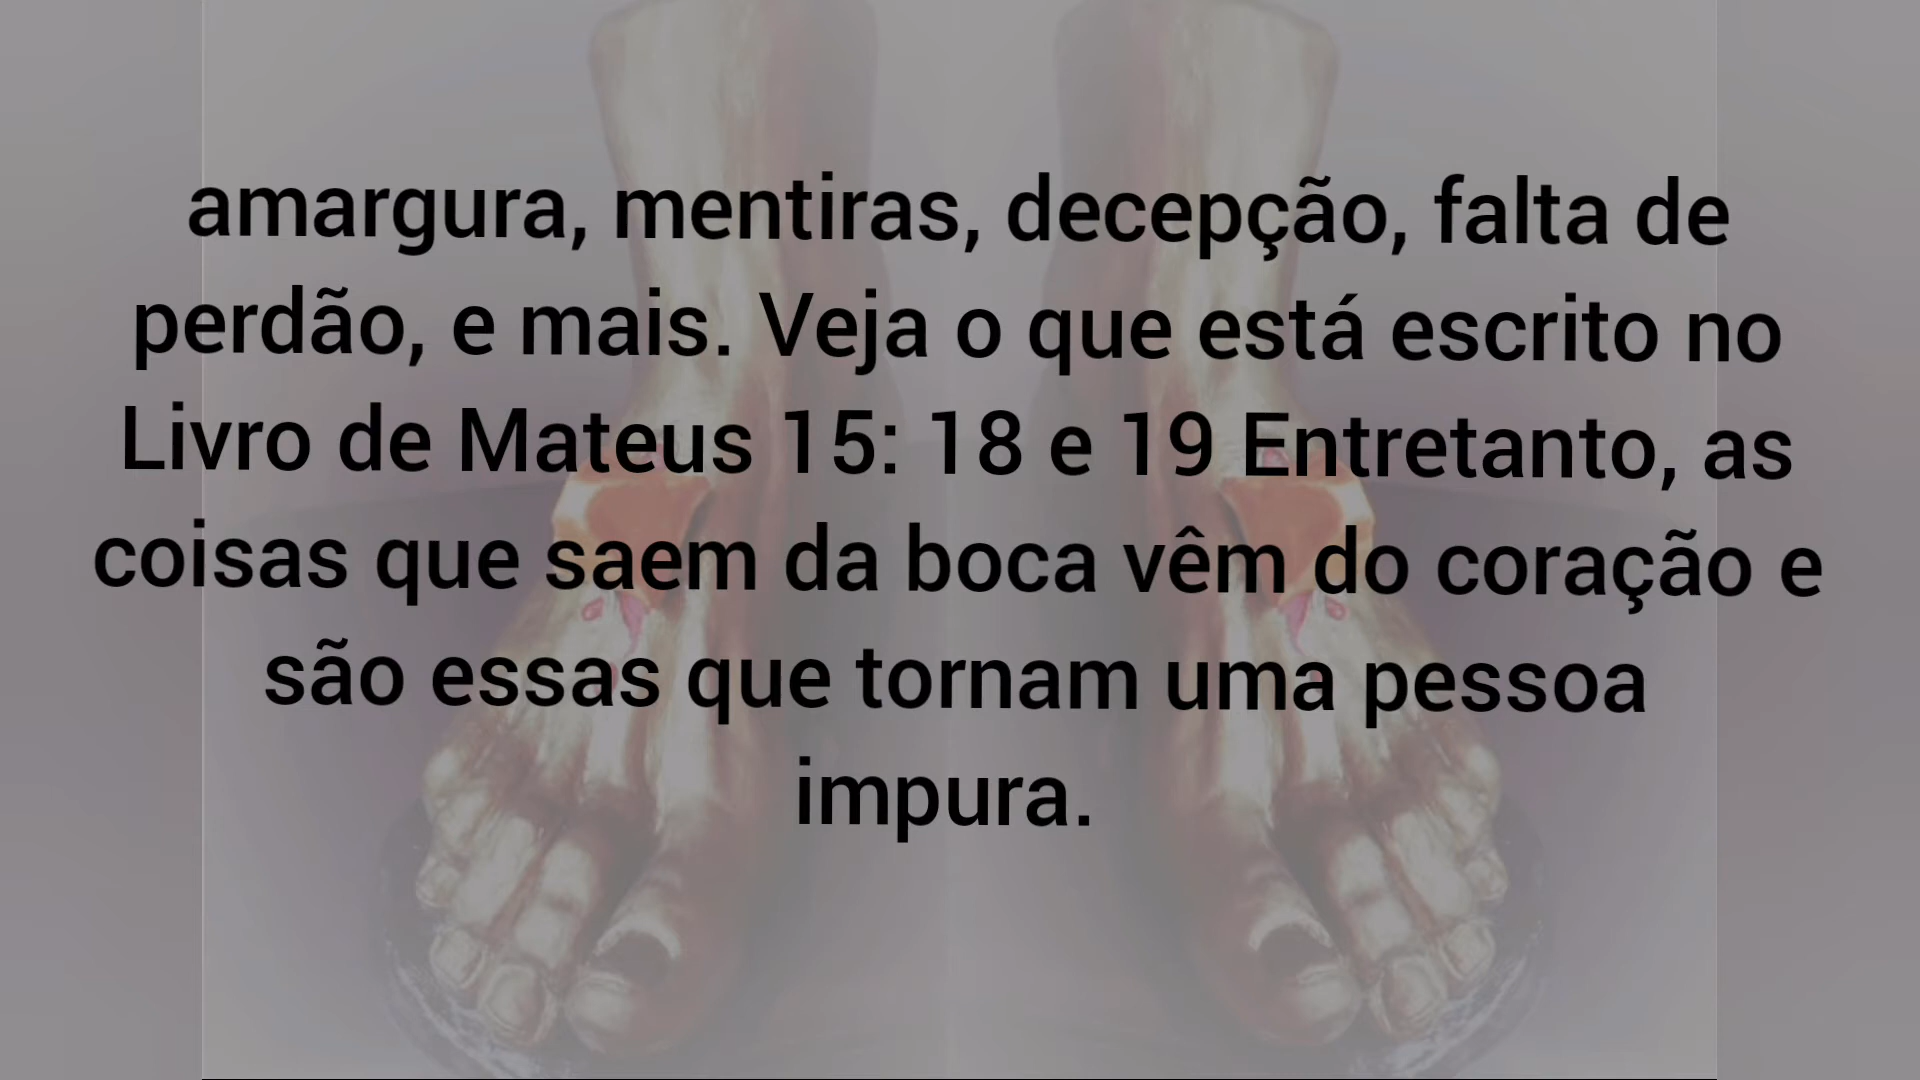 amargura, mentiras, decepção, falta de
perdão, e mais. Veja o que está escrito no
Livro de Mateus 15: 18 e 19 Entretanto, as
coisas que saem da boca vêm do coração e
são essas que tornam uma pessoa
impura.